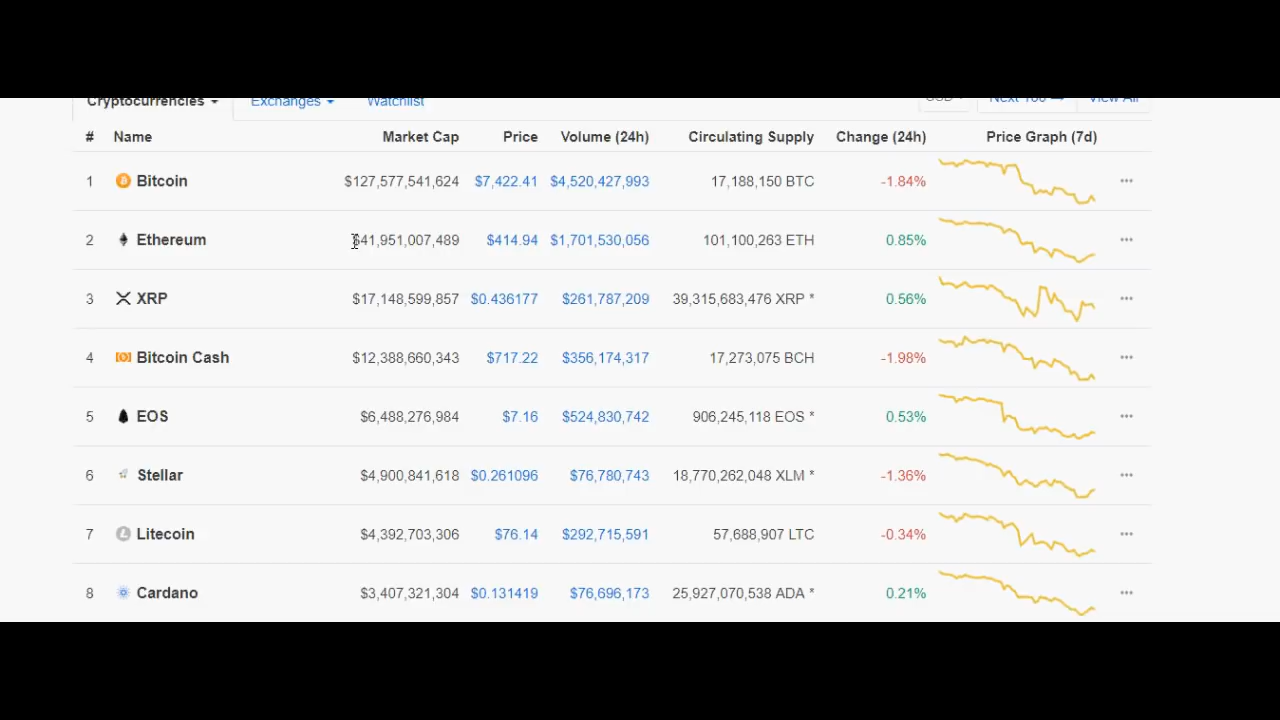 Cryptocurrencies Exchanges Watchlist USD Next 100 → View All
# Name Market Cap Price Volume (24h) Circulating Supply Change (24h) Price Graph (7d)
1 Bitcoin $127,577,541,624 $7,422.41 $4,520,427,993 17,188,150 BTC -1.84%
2 Ethereum $41,951,007,489 $414.94 $1,701,530,056 101,100,263 ETH 0.85%
3 XRP $17,148,599,857 $0.436177 $261,787,209 39,315,683,476 XRP * 0.56%
4 Bitcoin Cash $12,388,660,343 $717.22 $356,174,317 17,273,075 BCH -1.98%
5 EOS $6,488,276,984 $7.16 $524,830,742 906,245,118 EOS * 0.53%
6 Stellar $4,900,841,618 $0.261096 $76,780,743 18,770,262,048 XLM * -1.36%
7 Litecoin $4,392,703,306 $76.14 $292,715,591 57,688,907 LTC -0.34%
8 Cardano $3,407,321,304 $0.131419 $76,696,173 25,927,070,538 ADA * 0.21%